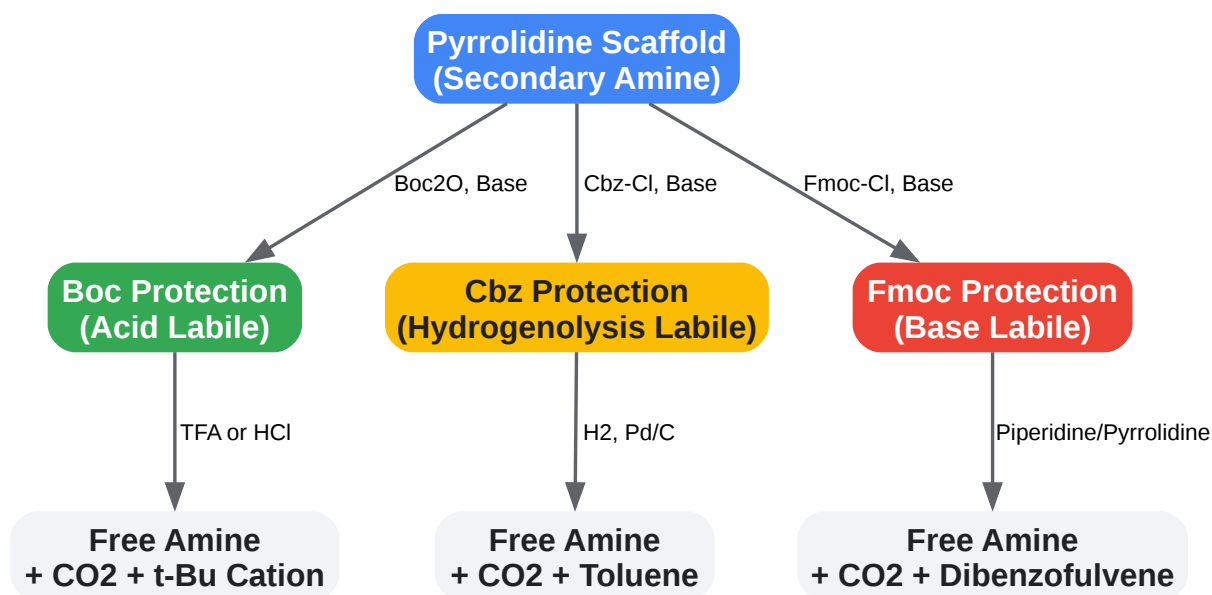 Pyrrolidine Scaffold
(Secondary Amine)
Boc2O, Base
Cbz-Cl, Base
Fmoc-Cl, Base
Boc Protection
(Acid Labile)
Cbz Protection
(Hydrogenolysis Labile)
Fmoc Protection
(Base Labile)
TFA or HCl
H2, Pd/C
Piperidine/Pyrrolidine
Free Amine
+ CO2 + t-Bu Cation
Free Amine
+ CO2 + Toluene
Free Amine
+ CO2 + Dibenzofulvene